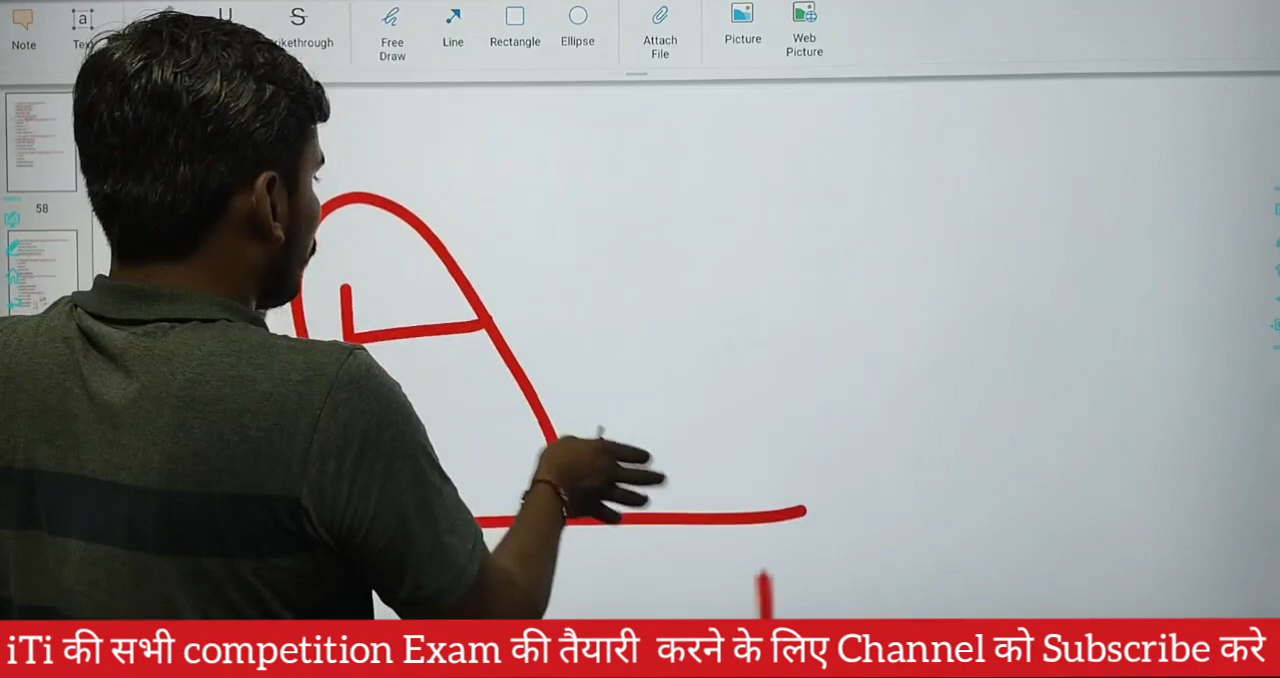 Note
Text
U
S
ikethrough
Free
Draw
Line
Rectangle
Ellipse
Attach
File
Picture
Web
Picture
58
iTi की सभी competition Exam की तैयारी करने के लिए Channel को Subscribe करे